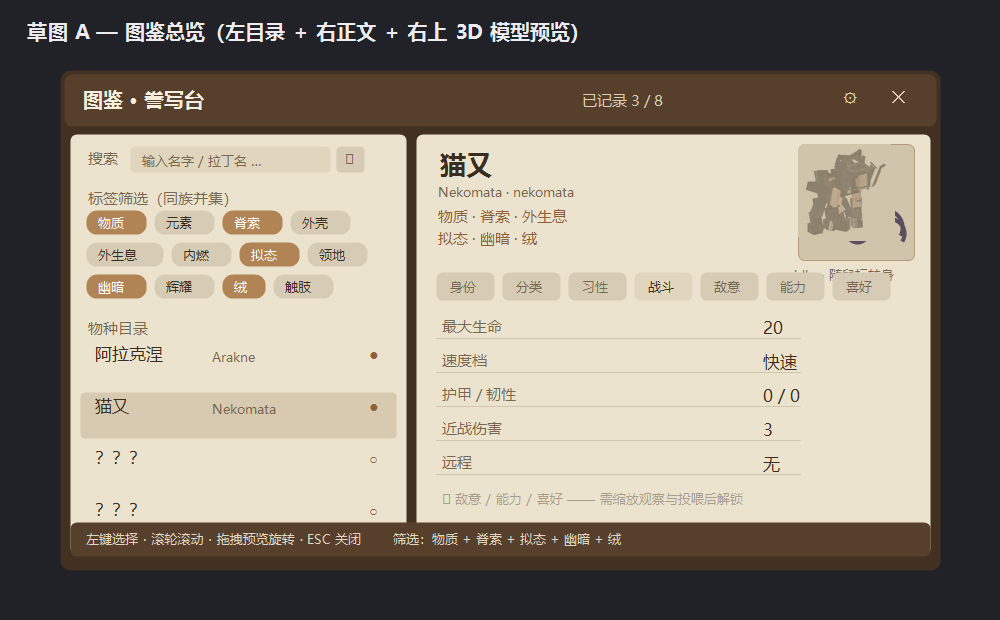 草图 A — 图鉴总览（左目录 + 右正文 + 右上 3D 模型预览）
图鉴 • 誊写台
已记录 3 / 8
搜索
输入名字 / 拉丁名 ...
标签筛选（同族并集）
物质 元素 脊索 外壳
外生息 内燃 拟态 领地
幽暗 辉耀 绒 触肢
物种目录
阿拉克涅 Arakne
猫又 Nekomata
？？？
？？？
猫又
Nekomata · nekomata
物质 · 脊索 · 外生息
拟态 · 幽暗 · 绒
身份 分类 习性 战斗 敌意 能力 喜好
最大生命 20
速度档 快速
护甲 / 韧性 0 / 0
近战伤害 3
远程 无
敌意 / 能力 / 喜好 —— 需缩放观察与投喂后解锁
左键选择 · 滚轮滚动 · 拖拽预览旋转 · ESC 关闭
筛选：物质 + 脊索 + 拟态 + 幽暗 + 绒